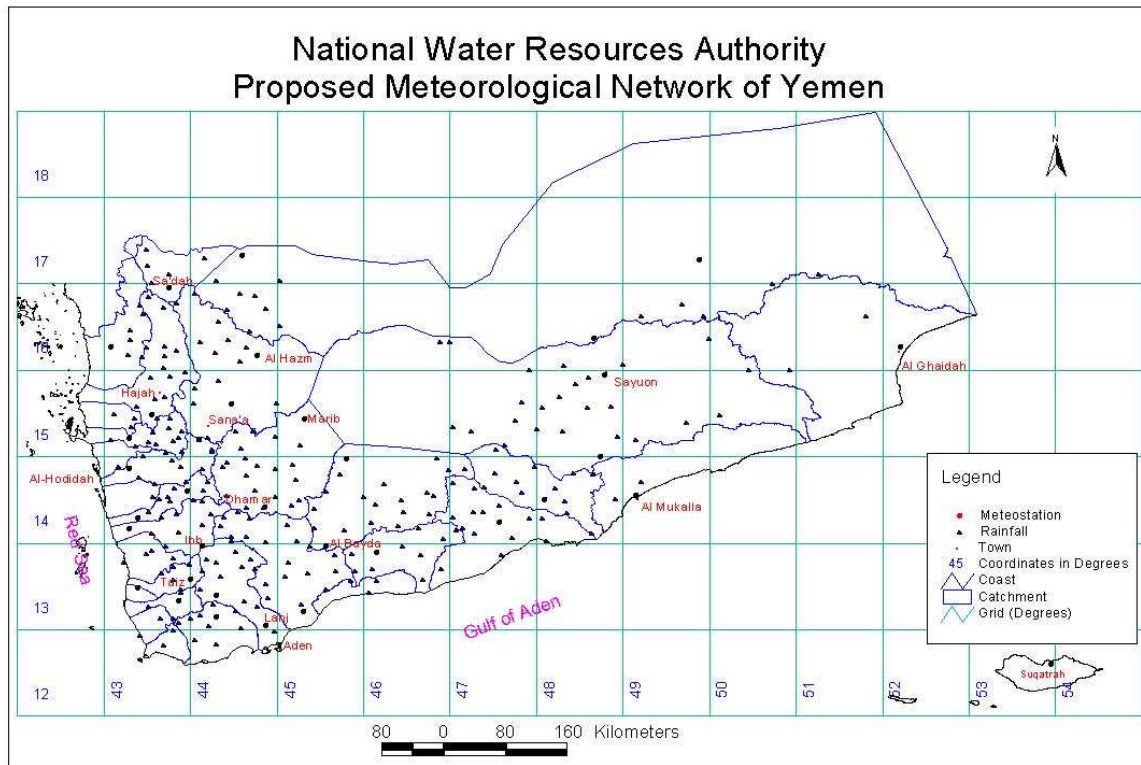 National Water Resources Authority
Proposed Meteorological Network of Yemen
N
18
17
Sa'dah
16
Al Hazm
Al Ghaidah
Sayuon
Hajah
Sana'a
Marib
15
Al-Hodidah
Dhamar
Al Mukalla
14
Red Sea
Ibb
Al Bayda
Taiz
13
Lahj
Gulf of Aden
Aden
Suqatrah
12
43
44
45
46
47
48
49
50
51
52
53
54
Legend
Meteostation
Rainfall
Town
45 Coordinates in Degrees
Coast
Catchment
Grid (Degrees)
80 0 80 160 Kilometers